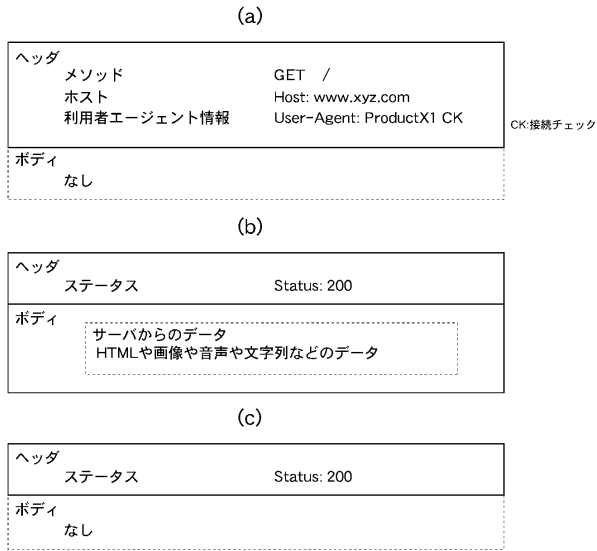 (a)
ヘッダ
メソッド GET /
ホスト Host: www.xyz.com
利用者エージェント情報 User-Agent: ProductX1 CK
CK:接続チェック
ボディ
なし
(b)
ヘッダ
ステータス Status: 200
ボディ
サーバからのデータ
HTMLや画像や音声や文字列などのデータ
(c)
ヘッダ
ステータス Status: 200
ボディ
なし